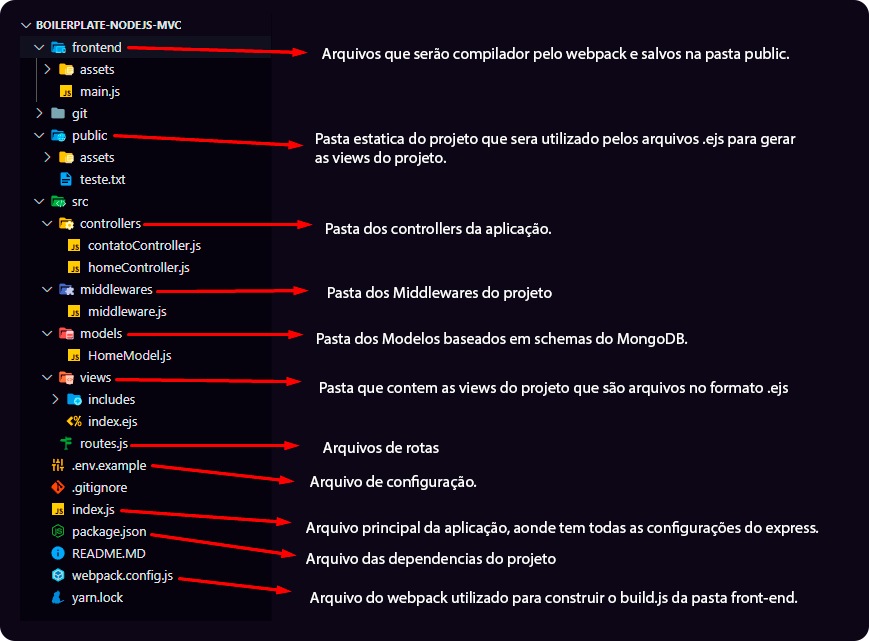 BOILERPLATE-NODEJS-MVC
frontend
Arquivos que serão compilador pelo webpack e salvos na pasta public.
assets
main.js
git
public
Pasta estatica do projeto que sera utilizado pelos arquivos .ejs para gerar
as views do projeto.
assets
teste.txt
src
controllers
Pasta dos controllers da aplicação.
contatoController.js
homeController.js
middlewares
Pasta dos Middlewares do projeto
middleware.js
models
Pasta dos Modelos baseados em schemas do MongoDB.
HomeModel.js
views
Pasta que contem as views do projeto que são arquivos no formato .ejs
includes
index.ejs
routes.js
Arquivos de rotas
.env.example
Arquivo de configuração.
.gitignore
index.js
Arquivo principal da aplicação, aonde tem todas as configurações do express.
package.json
Arquivo das dependencias do projeto
README.MD
webpack.config.js
Arquivo do webpack utilizado para construir o build.js da pasta front-end.
yarn.lock